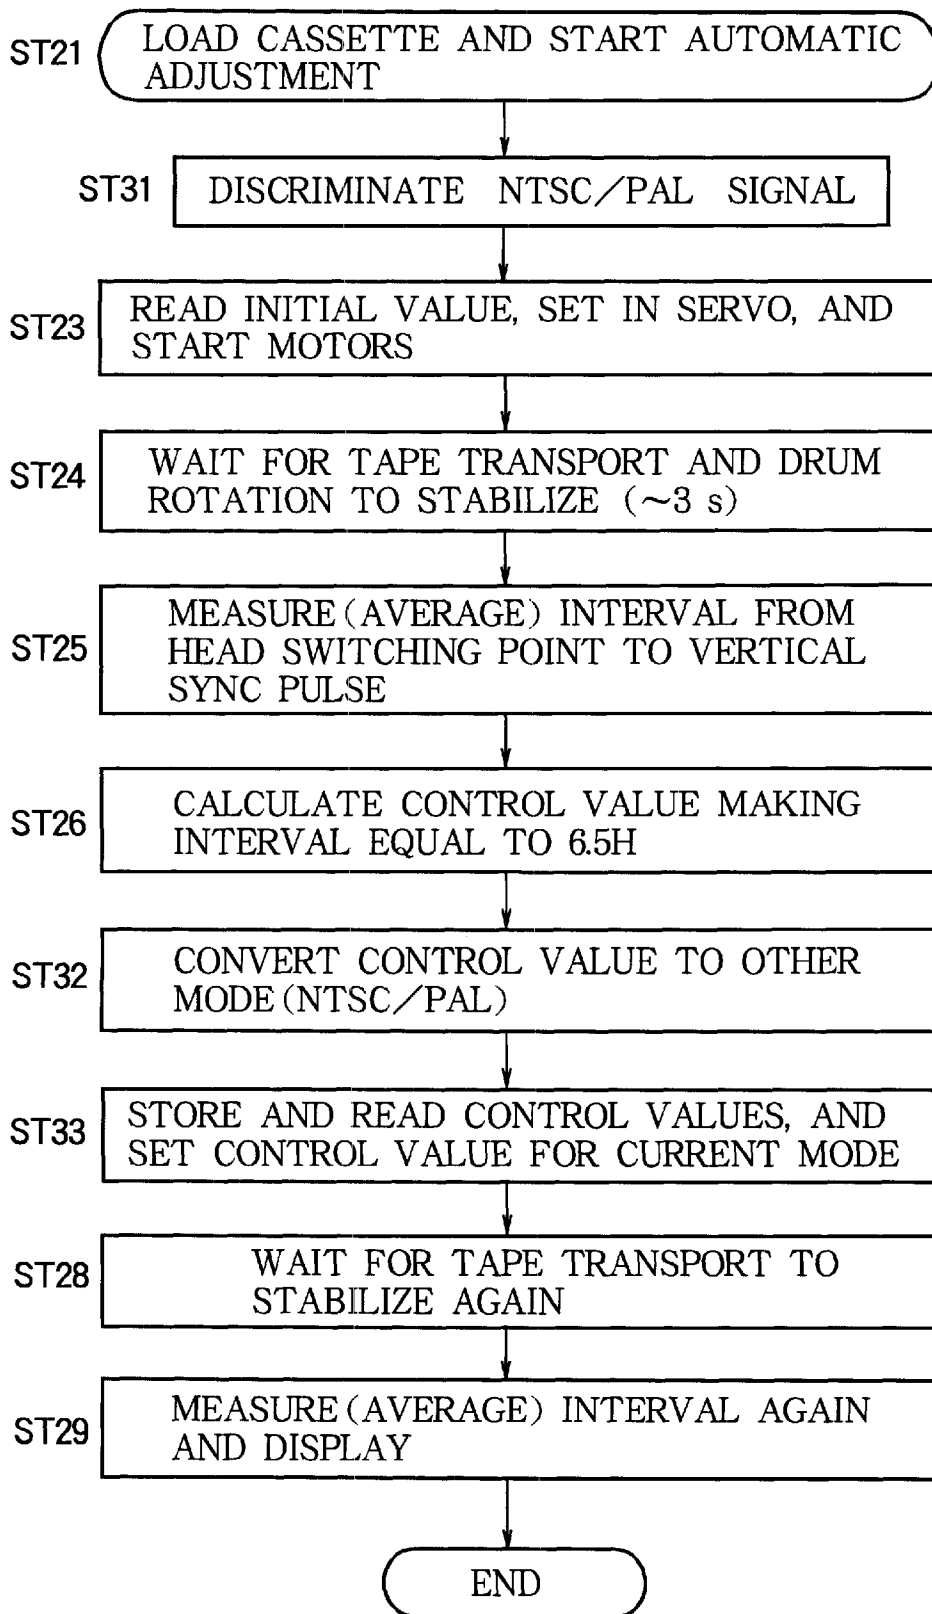 ST21
LOAD CASSETTE AND START AUTOMATIC
ADJUSTMENT
ST31
DISCRIMINATE NTSC/PAL SIGNAL
ST23
READ INITIAL VALUE, SET IN SERVO, AND
START MOTORS
ST24
WAIT FOR TAPE TRANSPORT AND DRUM
ROTATION TO STABILIZE (~3 s)
ST25
MEASURE (AVERAGE) INTERVAL FROM
HEAD SWITCHING POINT TO VERTICAL
SYNC PULSE
ST26
CALCULATE CONTROL VALUE MAKING
INTERVAL EQUAL TO 6.5H
ST32
CONVERT CONTROL VALUE TO OTHER
MODE (NTSC/PAL)
ST33
STORE AND READ CONTROL VALUES, AND
SET CONTROL VALUE FOR CURRENT MODE
ST28
WAIT FOR TAPE TRANSPORT TO
STABILIZE AGAIN
ST29
MEASURE (AVERAGE) INTERVAL AGAIN
AND DISPLAY
END